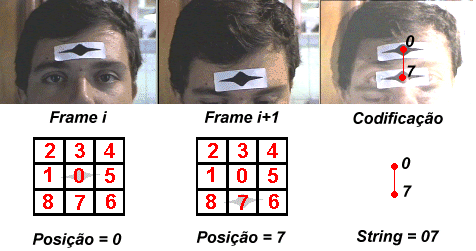 0
7
Frame i
Frame i+1
Codificação
2 3 4
1 0 5
8 7 6
2 3 4
1 0 5
8 7 6
0
7
Posição = 0
Posição = 7
String = 07